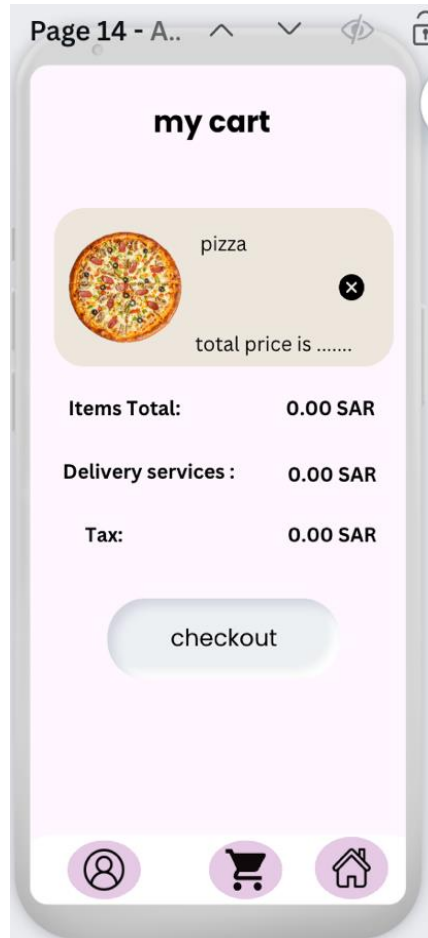 Page 14 - A..
my cart
pizza
total price is .......
Items Total: 0.00 SAR
Delivery services : 0.00 SAR
Tax: 0.00 SAR
checkout